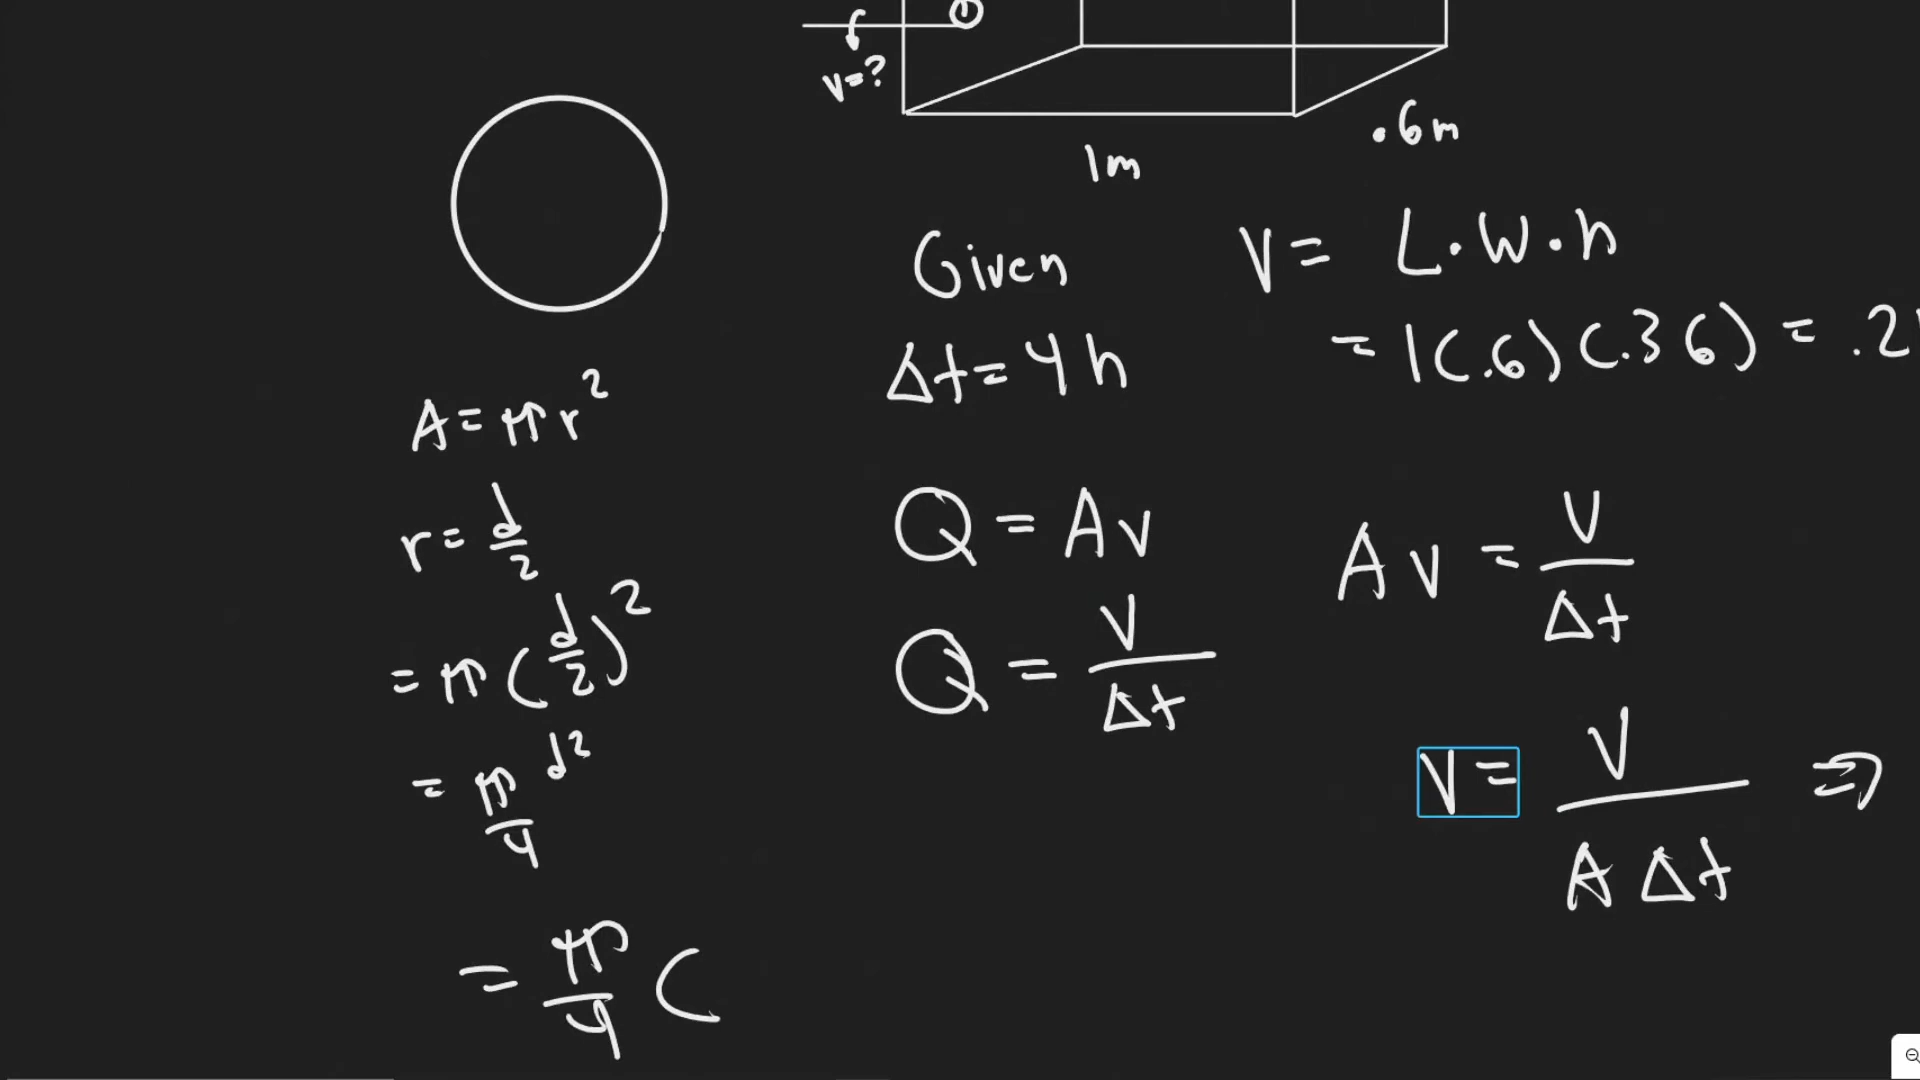 ①
v=?
1m
.6m
Given
Δt=4h
V= L·W·h
=1(.6)(.36)=.2
A=πr²
r=d/2
=π(d/2)²
=π/4 d²
=π/4(
Q=Av
Q=V/Δt
Av=V/Δt
v=V/AΔt ⇒